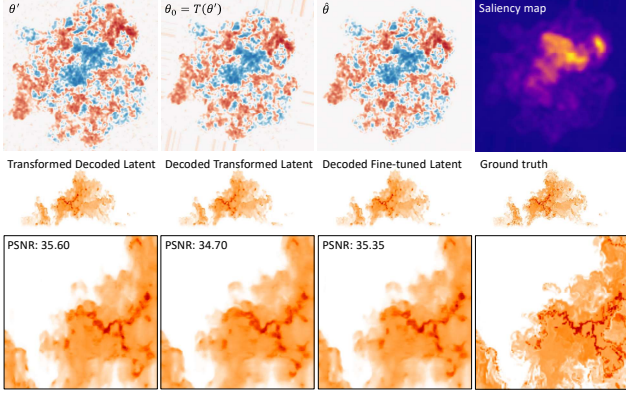 θ′
θ₀ = T(θ′)
θ̂
Saliency map
Transformed Decoded Latent
Decoded Transformed Latent
Decoded Fine-tuned Latent
Ground truth
PSNR: 35.60
PSNR: 34.70
PSNR: 35.35